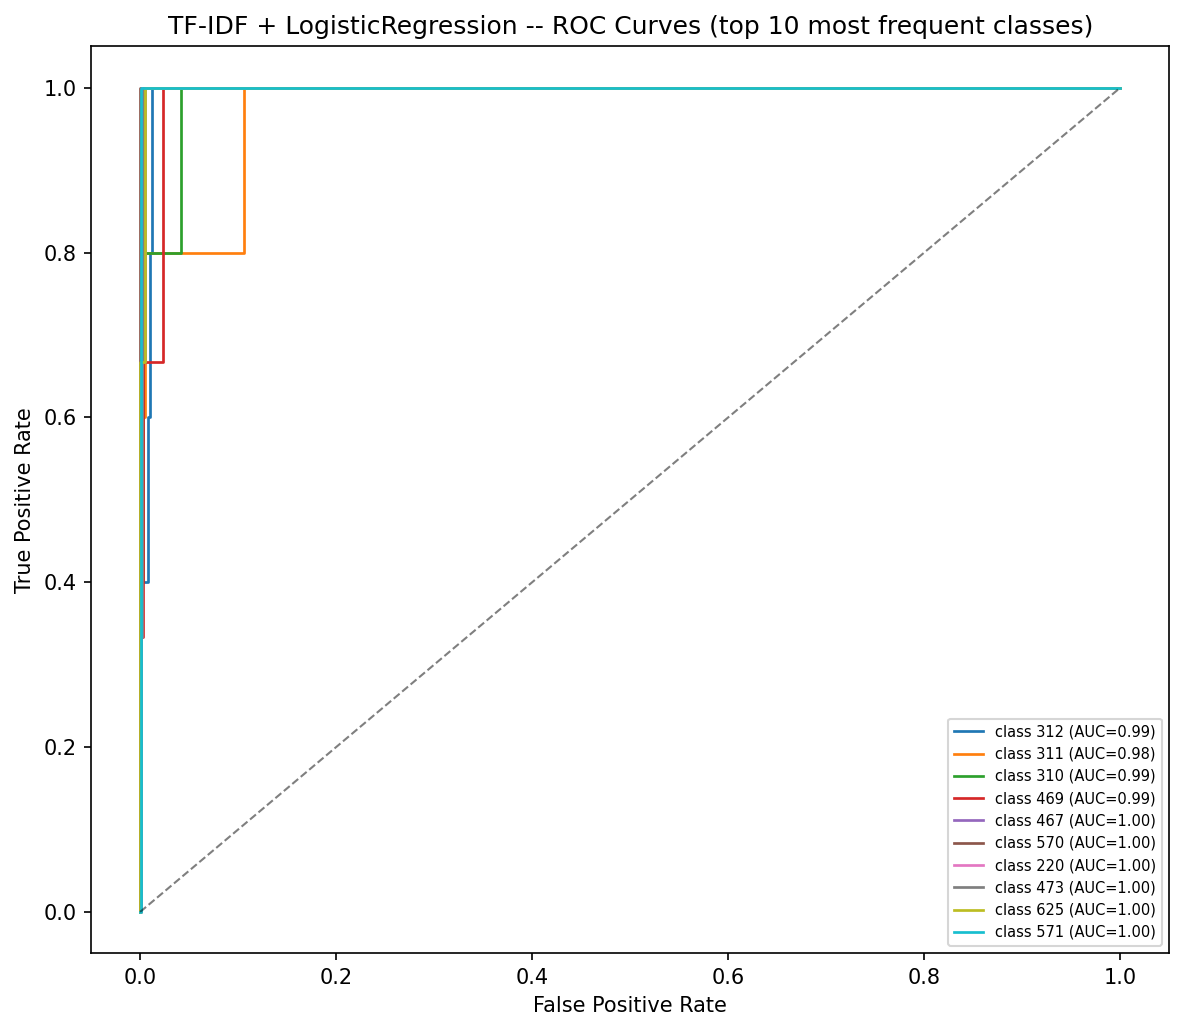 TF-IDF + LogisticRegression -- ROC Curves (top 10 most frequent classes)
True Positive Rate
1.0
0.8
0.6
0.4
0.2
0.0
0.0 0.2 0.4 0.6 0.8 1.0
False Positive Rate
class 312 (AUC=0.99)
class 311 (AUC=0.98)
class 310 (AUC=0.99)
class 469 (AUC=0.99)
class 467 (AUC=1.00)
class 570 (AUC=1.00)
class 220 (AUC=1.00)
class 473 (AUC=1.00)
class 625 (AUC=1.00)
class 571 (AUC=1.00)